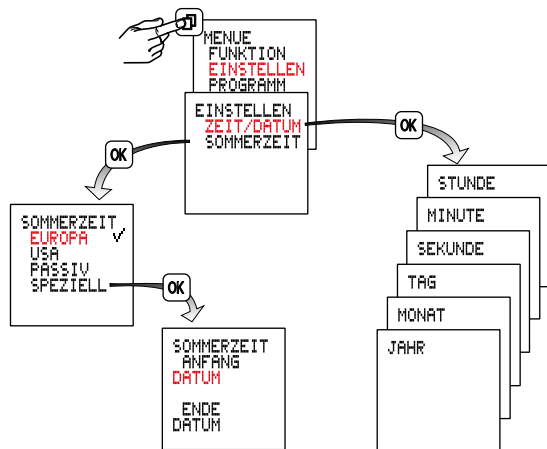 MENUE
FUNKTION
EINSTELLEN
PROGRAMM
EINSTELLEN
ZEIT/DATUM
SOMMERZEIT
OK
OK
SOMMERZEIT
EUROPA ✓
USA
PASSIV
SPEZIELL
OK
SOMMERZEIT
ANFANG
DATUM
ENDE
DATUM
STUNDE
MINUTE
SEKUNDE
TAG
MONAT
JAHR